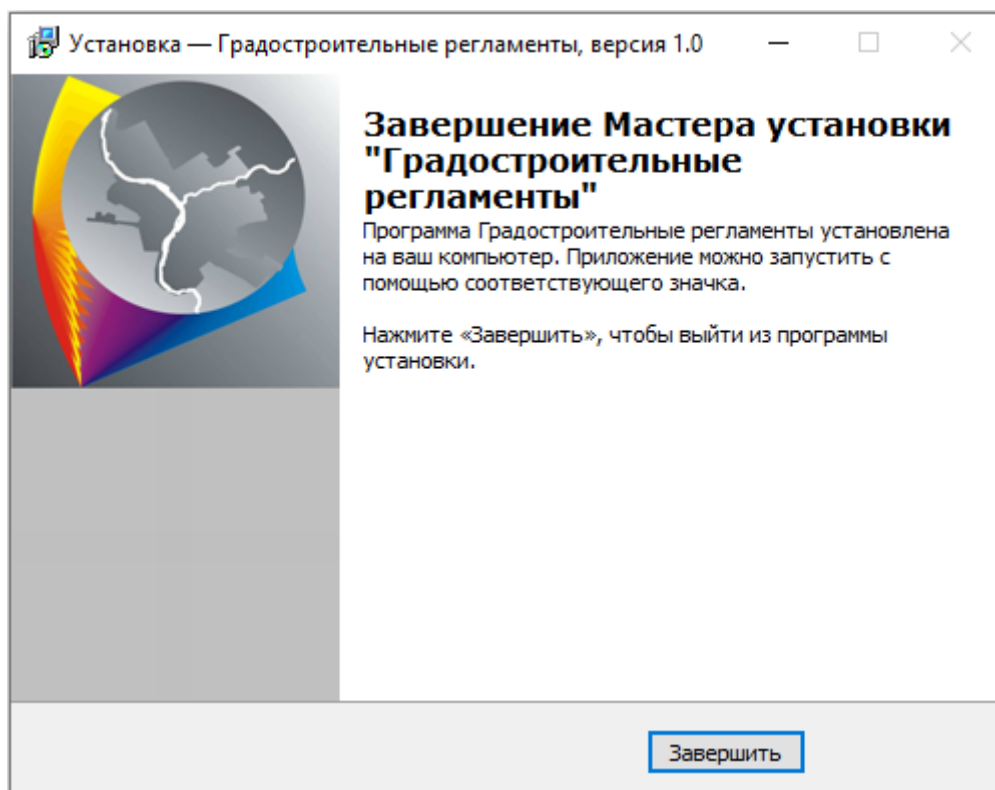 Установка — Градостроительные регламенты, версия 1.0
Завершение Мастера установки
"Градостроительные
регламенты"
Программа Градостроительные регламенты установлена
на ваш компьютер. Приложение можно запустить с
помощью соответствующего значка.
Нажмите «Завершить», чтобы выйти из программы
установки.
Завершить